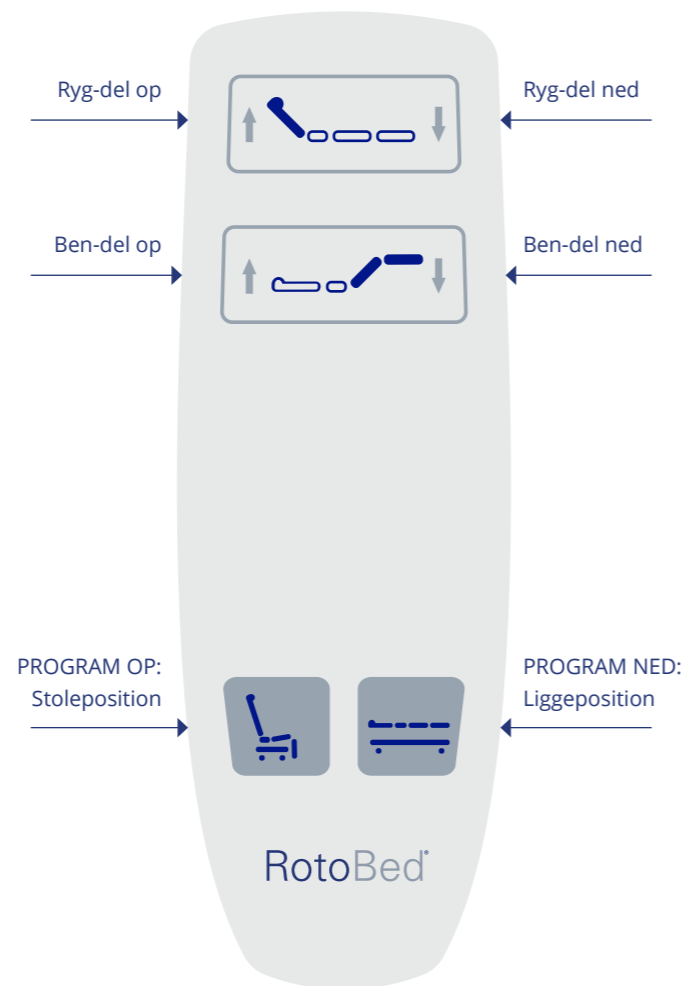 Ryg-del op
Ryg-del ned
Ben-del op
Ben-del ned
PROGRAM OP:
Stoleposition
PROGRAM NED:
Liggeposition
RotoBed®